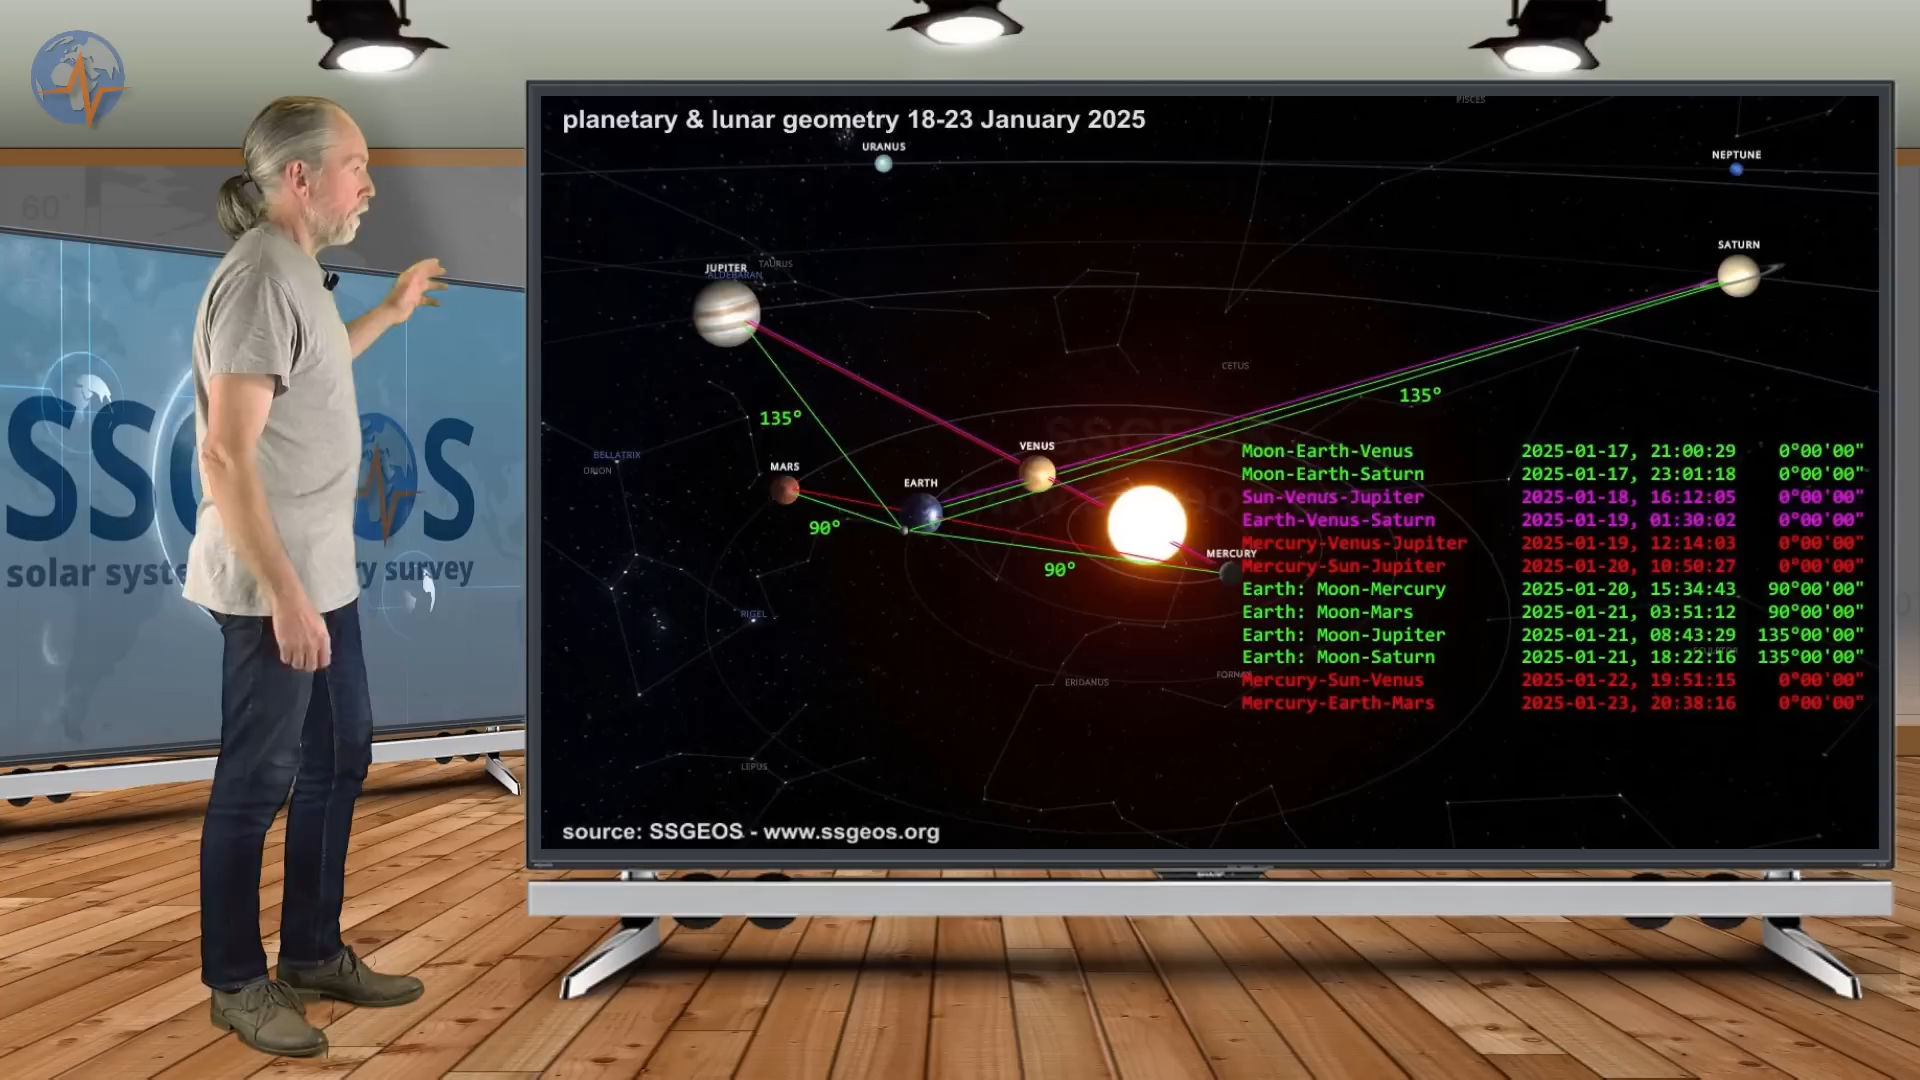 planetary & lunar geometry 18-23 January 2025
PISCES
URANUS
NEPTUNE
SATURN
JUPITER
TAURUS
ALDEBARAN
CETUS
135°
135°
VENUS
MARS
EARTH
BELLATRIX
ORION
90°
90°
MERCURY
RIGEL
ERIDANUS
LEPUS
Moon-Earth-Venus 2025-01-17, 21:00:29 0°00'00"
Moon-Earth-Saturn 2025-01-17, 23:01:18 0°00'00"
Sun-Venus-Jupiter 2025-01-18, 16:12:05 0°00'00"
Earth-Venus-Saturn 2025-01-19, 01:30:02 0°00'00"
Mercury-Venus-Jupiter 2025-01-19, 12:14:03 0°00'00"
Mercury-Sun-Jupiter 2025-01-20, 10:50:27 0°00'00"
Earth: Moon-Mercury 2025-01-20, 15:34:43 90°00'00"
Earth: Moon-Mars 2025-01-21, 03:51:12 90°00'00"
Earth: Moon-Jupiter 2025-01-21, 08:43:29 135°00'00"
Earth: Moon-Saturn 2025-01-21, 18:22:16 135°00'00"
Mercury-Sun-Venus 2025-01-22, 19:51:15 0°00'00"
Mercury-Earth-Mars 2025-01-23, 20:38:16 0°00'00"
source: SSGEOS - www.ssgeos.org
60°
SSGEOS
solar syst ry survey